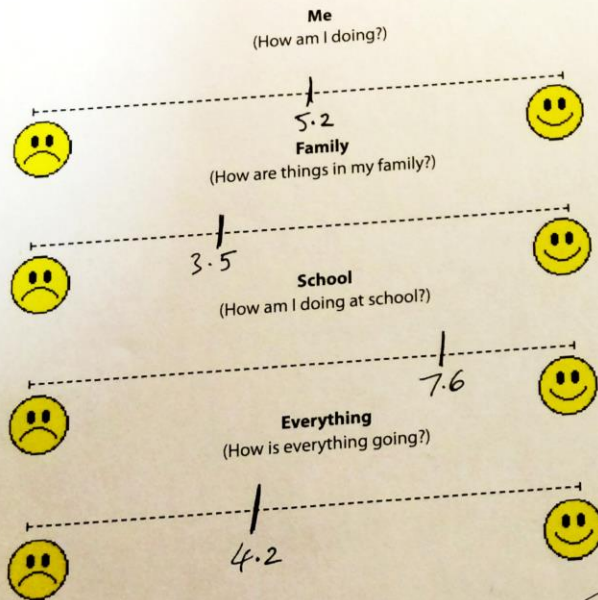 Me
(How am I doing?)
5.2
Family
(How are things in my family?)
3.5
School
(How am I doing at school?)
7.6
Everything
(How is everything going?)
4.2